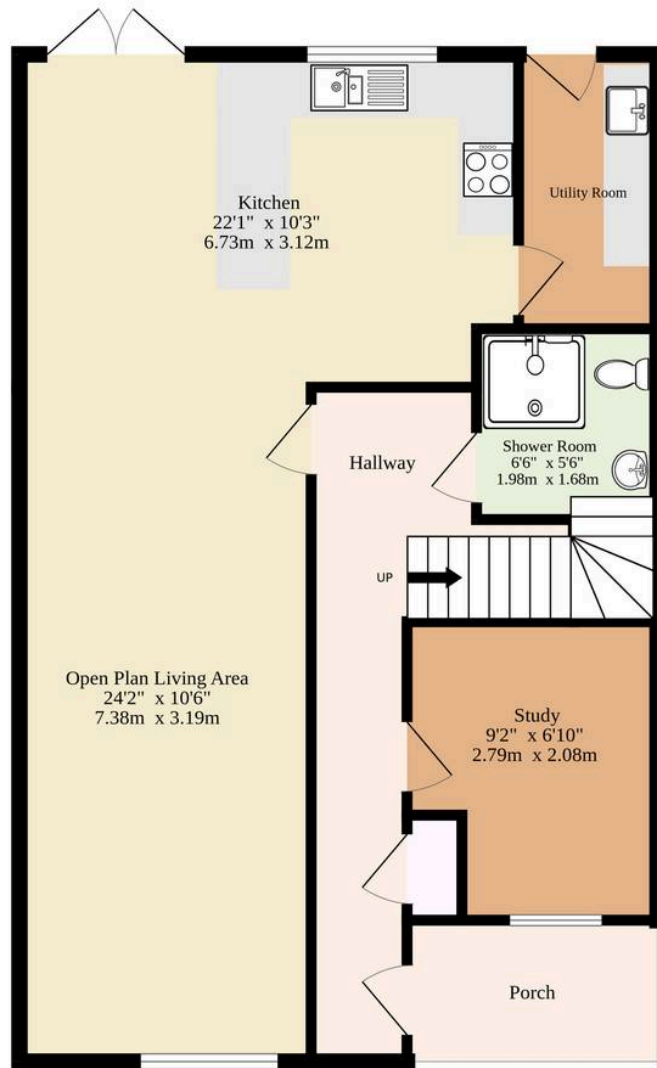 Kitchen
22'1" x 10'3"
6.73m x 3.12m
Utility Room
Shower Room
6'6" x 5'6"
1.98m x 1.68m
Hallway
UP
Open Plan Living Area
24'2" x 10'6"
7.38m x 3.19m
Study
9'2" x 6'10"
2.79m x 2.08m
Porch